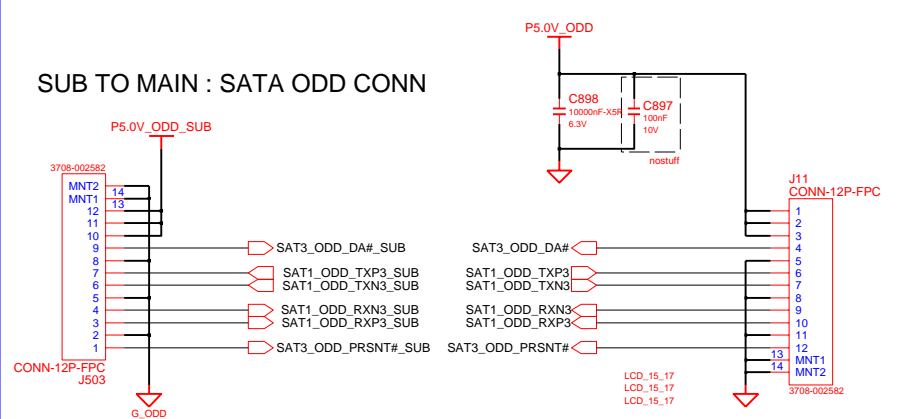 P5.0V_ODD
SUB TO MAIN : SATA ODD CONN
C898
10000nF-X5R
6.3V
C897
100nF
10V
nostuff
P5.0V_ODD_SUB
3708-002582
MNT2
14
MNT1
13
12
11
10
9
SAT3_ODD_DA#_SUB
8
7
SAT1_ODD_TXP3_SUB
6
SAT1_ODD_TXN3_SUB
5
4
SAT1_ODD_RXN3_SUB
3
SAT1_ODD_RXP3_SUB
2
1
SAT3_ODD_PRSNT#_SUB
CONN-12P-FPC
J503
G_ODD
J11
CONN-12P-FPC
1
2
3
SAT3_ODD_DA#
4
5
SAT1_ODD_TXP3
6
SAT1_ODD_TXN3
7
8
SAT1_ODD_RXN3
9
SAT1_ODD_RXP3
10
11
SAT3_ODD_PRSNT#
12
13
MNT1
14
MNT2
3708-002582
LCD_15_17
LCD_15_17
LCD_15_17